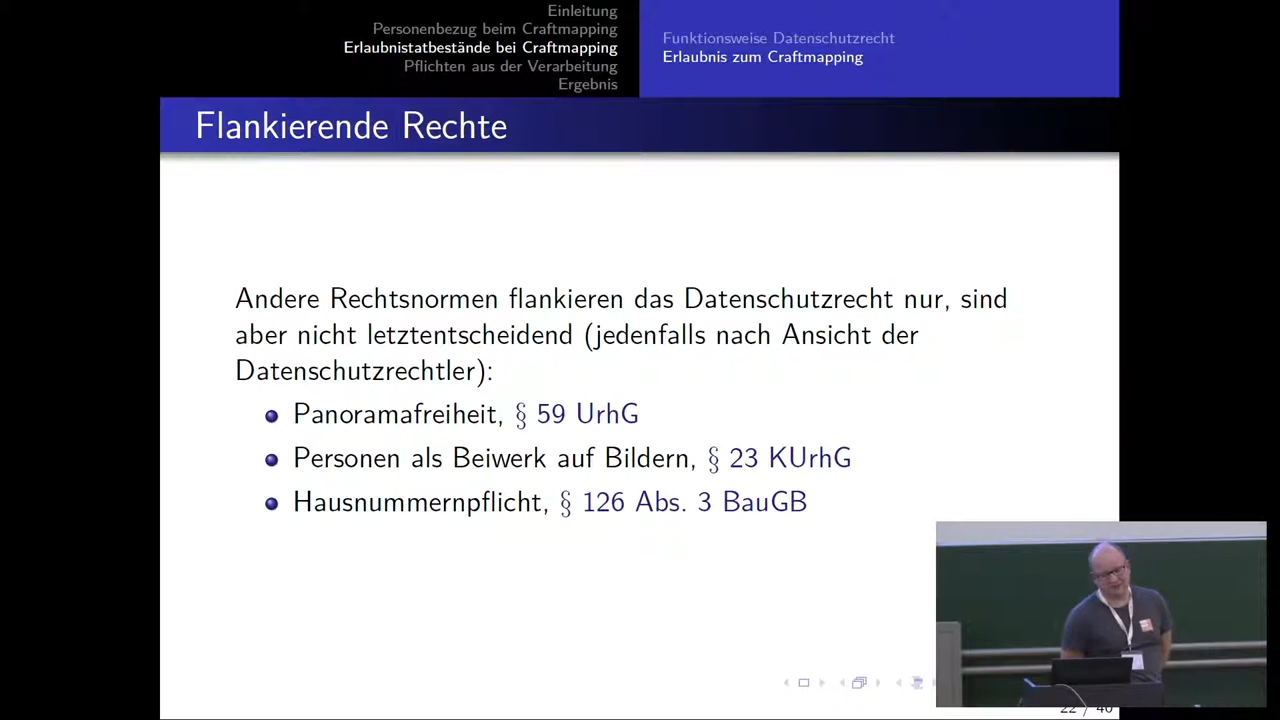 Einleitung
Personenbezug beim Craftmapping
Erlaubnistatbestände bei Craftmapping
Pflichten aus der Verarbeitung
Ergebnis
Funktionsweise Datenschutzrecht
Erlaubnis zum Craftmapping
Flankierende Rechte
Andere Rechtsnormen flankieren das Datenschutzrecht nur, sind
aber nicht letztentscheidend (jedenfalls nach Ansicht der
Datenschutzrechtler):
Panoramafreiheit, § 59 UrhG
Personen als Beiwerk auf Bildern, § 23 KUrhG
Hausnummernpflicht, § 126 Abs. 3 BauGB
22 / 40